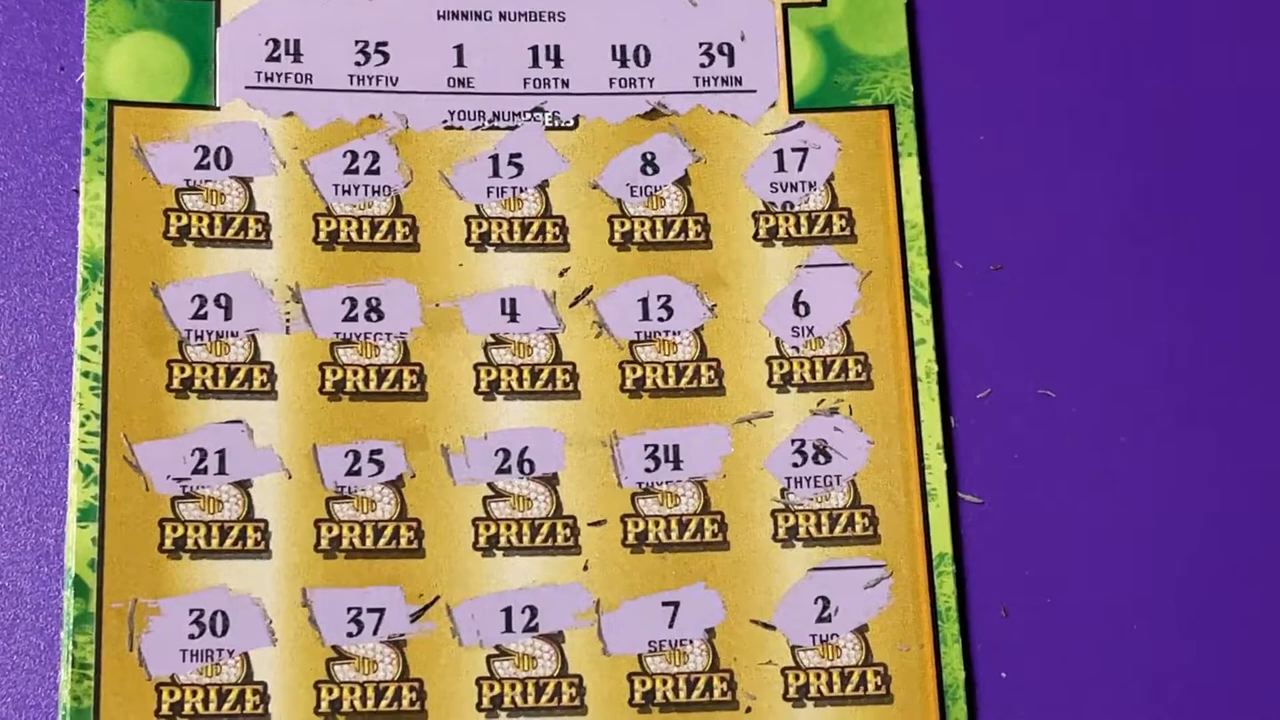 WINNING NUMBERS
24 35 1 14 40 39
TWYFOR THYFIV ONE FORTN FORTY THYNIN
YOUR NUMBERS
20 22 15 8 17
TWYTWO FIFTN EIGHT SVNTN
PRIZE PRIZE PRIZE PRIZE PRIZE
29 28 4 13 6
SIX
PRIZE PRIZE PRIZE PRIZE PRIZE
21 25 26 34 38
THYEGT
PRIZE PRIZE PRIZE PRIZE PRIZE
30 37 12 7 2
THIRTY SEVEN TWO
PRIZE PRIZE PRIZE PRIZE PRIZE